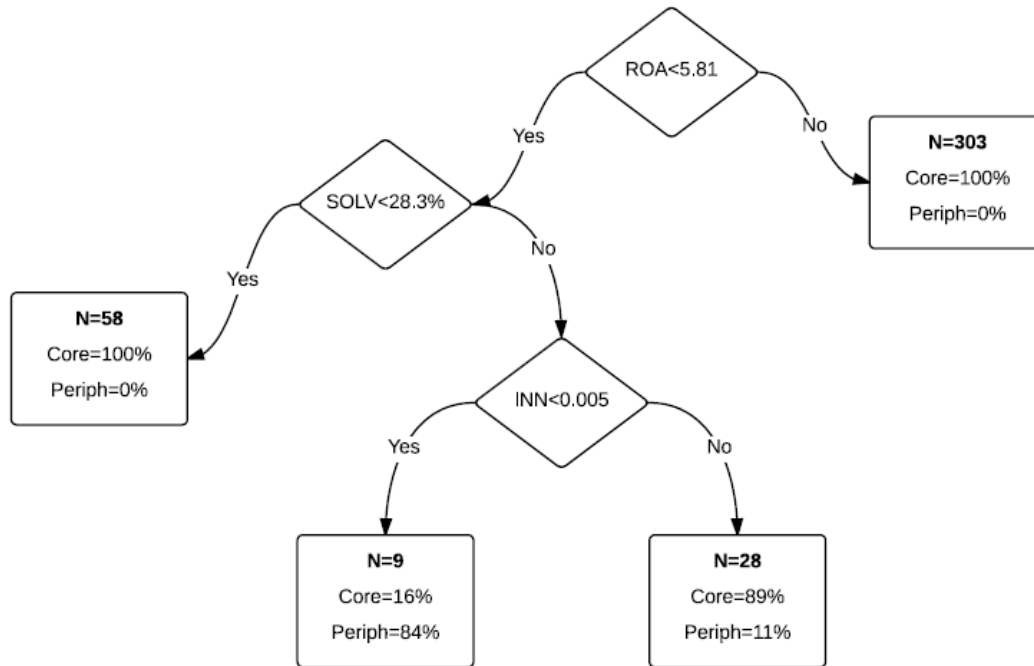 ROA<5.81
Yes
No
N=303
Core=100%
Periph=0%
SOLV<28.3%
Yes
No
N=58
Core=100%
Periph=0%
INN<0.005
Yes
No
N=9
Core=16%
Periph=84%
N=28
Core=89%
Periph=11%